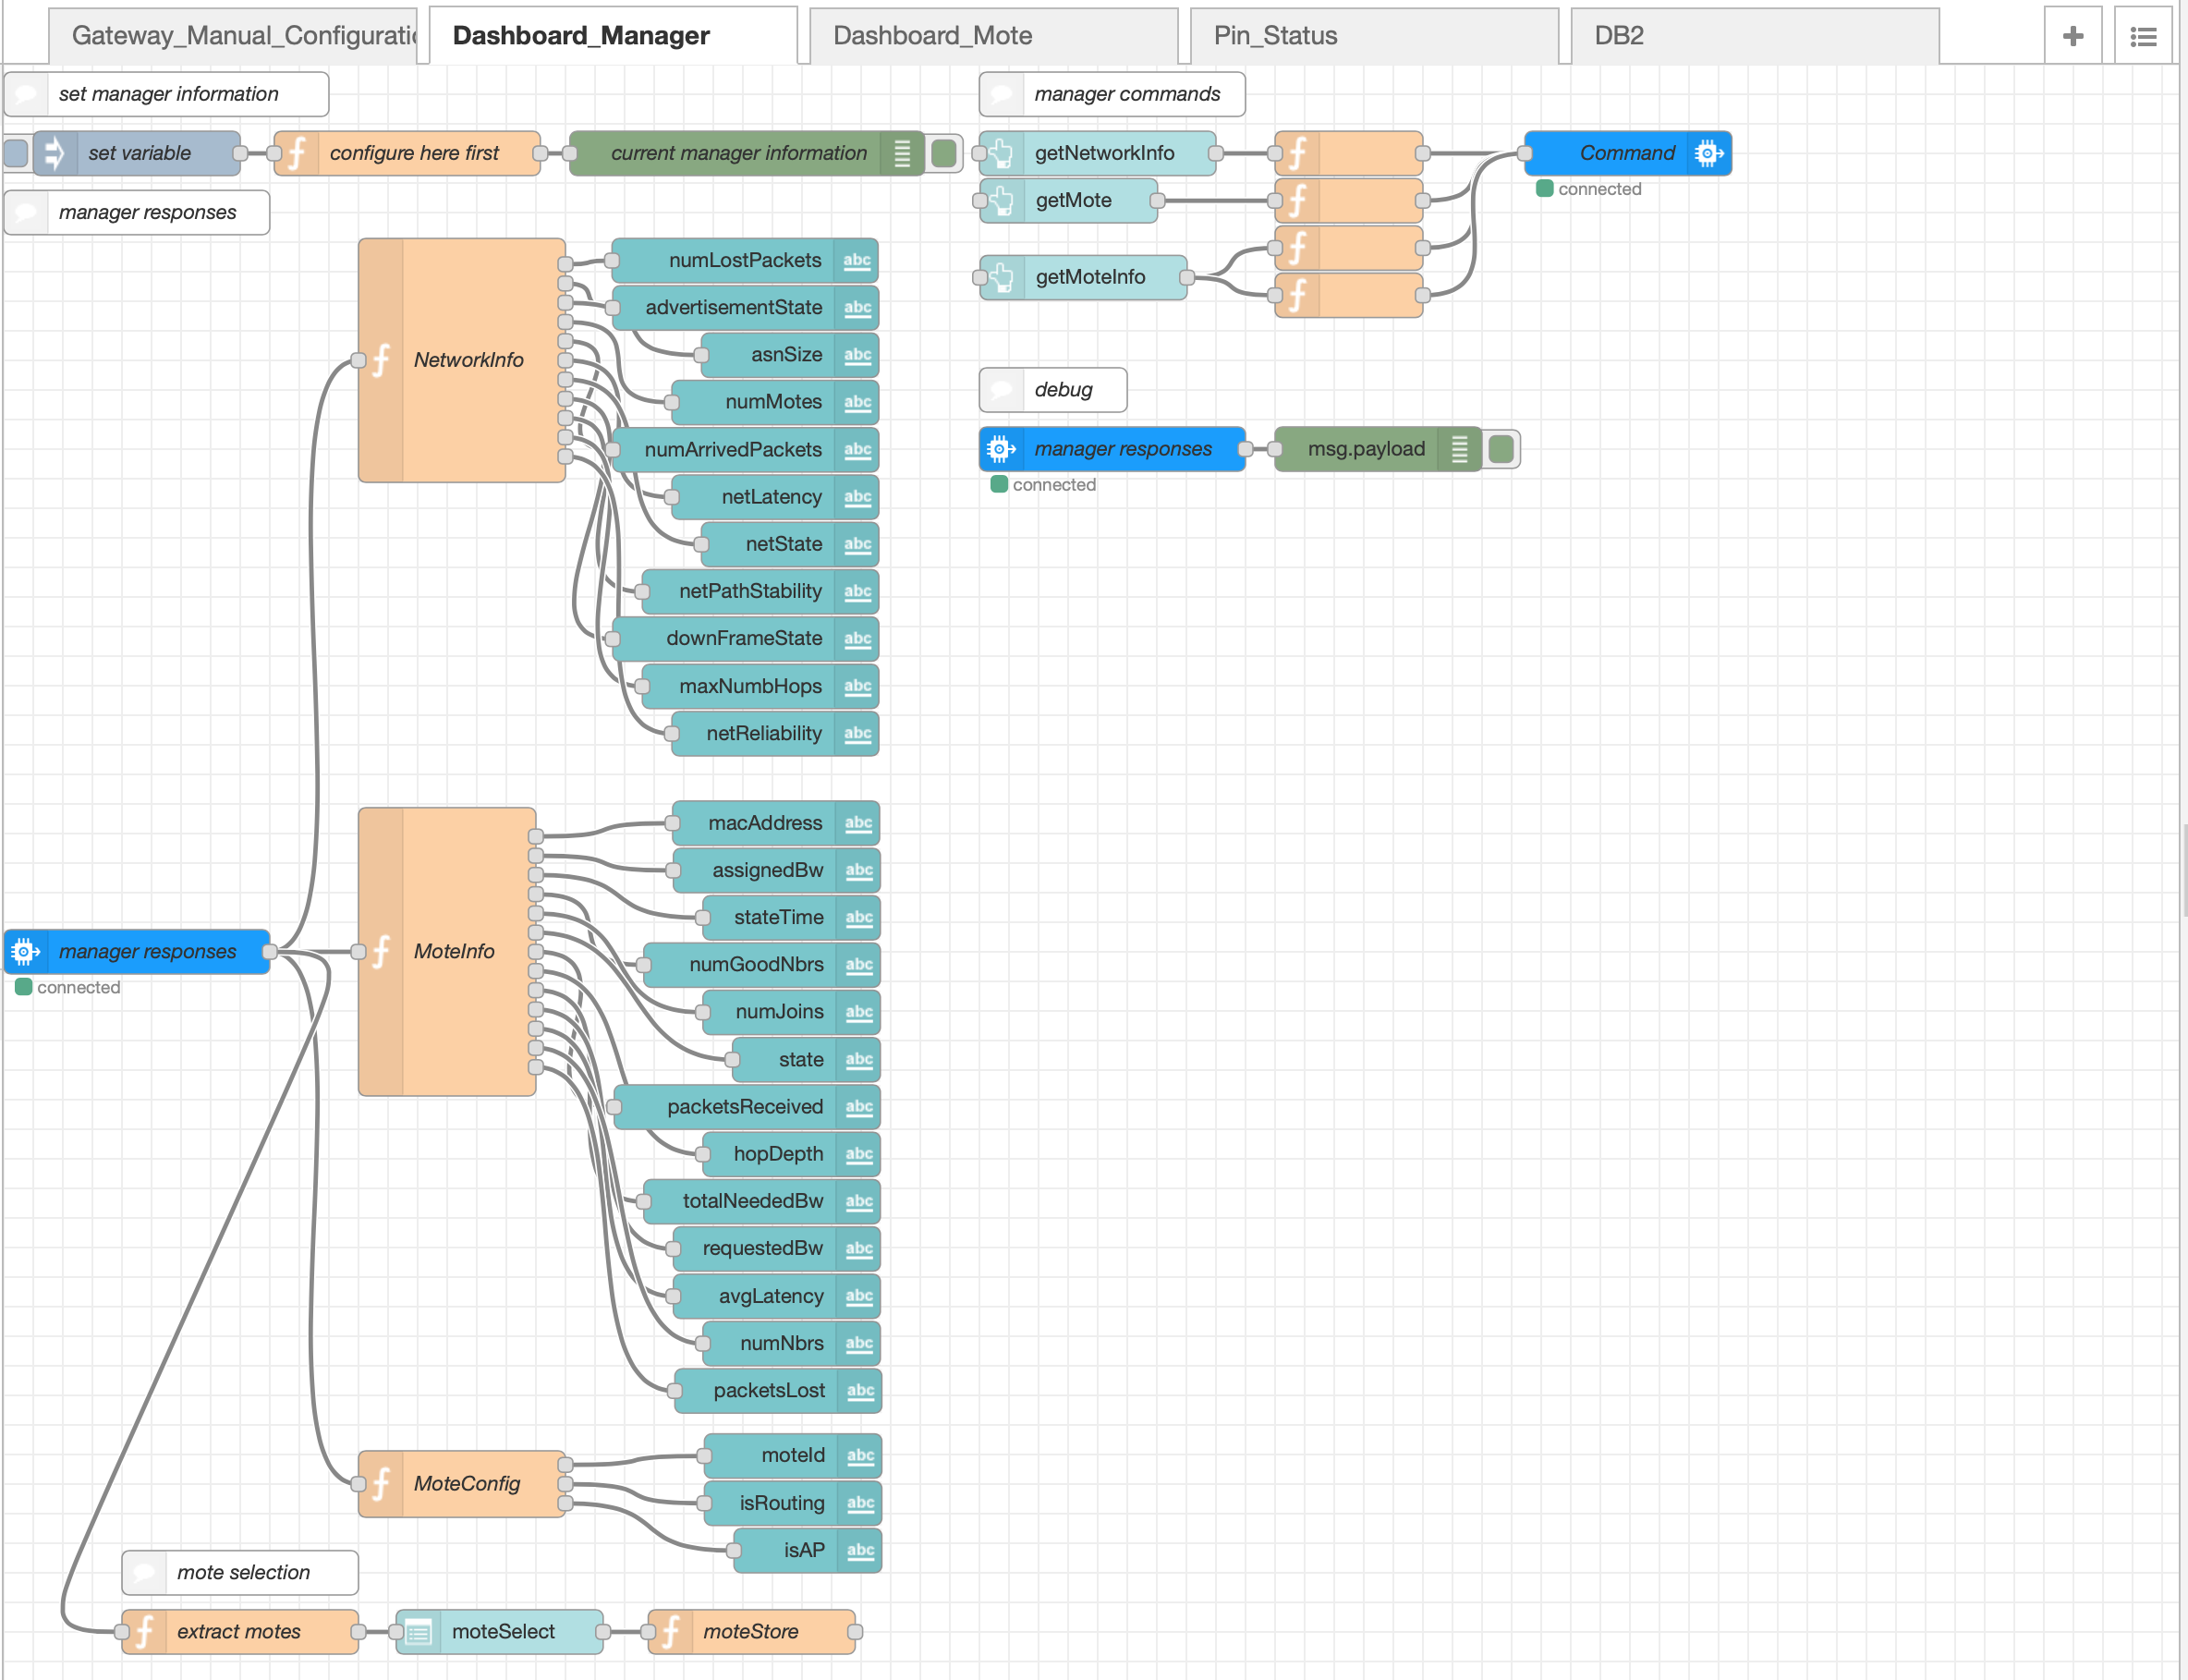 Gateway_Manual_Configuratio
Dashboard_Manager
Dashboard_Mote
Pin_Status
DB2
set manager information
set variable
configure here first
current manager information
manager responses
NetworkInfo
numLostPackets abc
advertisementState abc
asnSize abc
numMotes abc
numArrivedPackets abc
netLatency abc
netState abc
netPathStability abc
downFrameState abc
maxNumbHops abc
netReliability abc
manager responses
connected
MoteInfo
macAddress abc
assignedBw abc
stateTime abc
numGoodNbrs abc
numJoins abc
state abc
packetsReceived abc
hopDepth abc
totalNeededBw abc
requestedBw abc
avgLatency abc
numNbrs abc
packetsLost abc
MoteConfig
moteId abc
isRouting abc
isAP abc
mote selection
extract motes
moteSelect
moteStore
manager commands
getNetworkInfo
getMote
getMoteInfo
Command
connected
debug
manager responses
msg.payload
connected